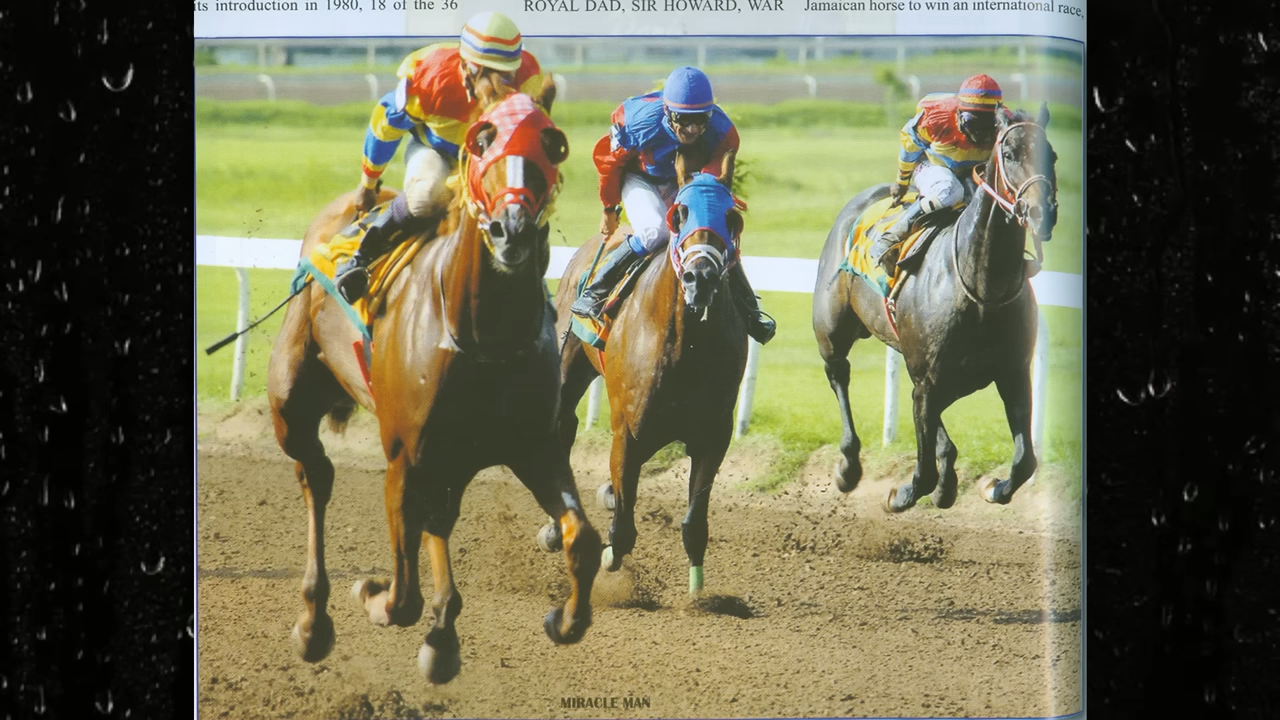 its introduction in 1980, 18 of the 36
ROYAL DAD, SIR HOWARD, WAR
Jamaican horse to win an international race,
MIRACLE MAN